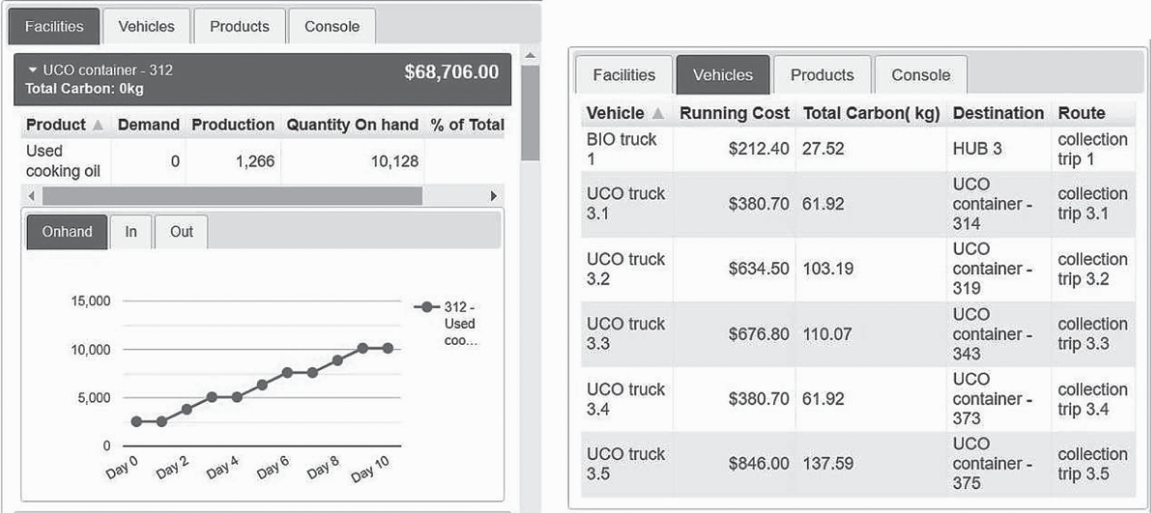 Facilities Vehicles Products Console
UCO container - 312 $68,706.00
Total Carbon: 0kg
Product Demand Production Quantity On hand % of Total
Used
cooking oil 0 1,266 10,128
Onhand In Out
15,000
10,000
5,000
0
Day 0 Day 2 Day 4 Day 6 Day 8 Day 10
312 -
Used
coo...
Facilities Vehicles Products Console
Vehicle Running Cost Total Carbon( kg) Destination Route
BIO truck
1 $212.40 27.52 HUB 3 collection
trip 1
UCO truck
3.1 $380.70 61.92 UCO
container -
314 collection
trip 3.1
UCO truck
3.2 $634.50 103.19 UCO
container -
319 collection
trip 3.2
UCO truck
3.3 $676.80 110.07 UCO
container -
343 collection
trip 3.3
UCO truck
3.4 $380.70 61.92 UCO
container -
373 collection
trip 3.4
UCO truck
3.5 $846.00 137.59 UCO
container -
375 collection
trip 3.5